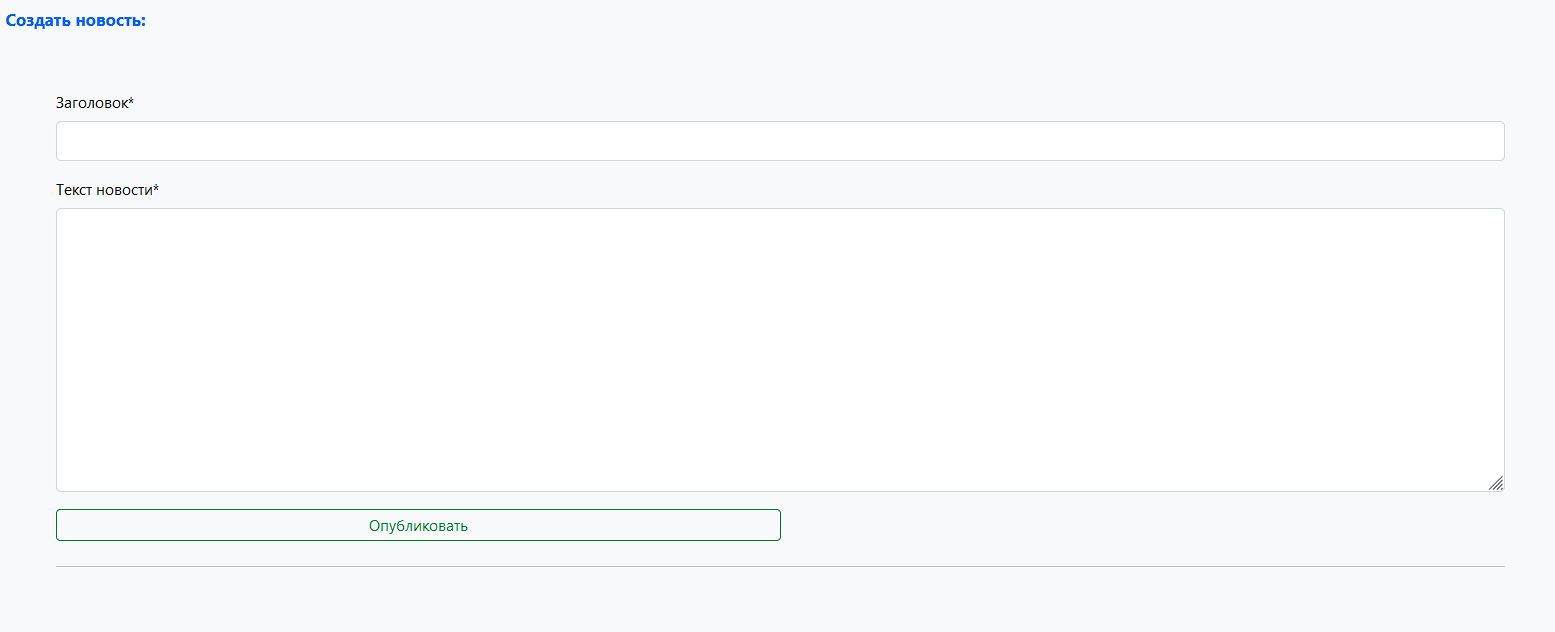 Создать новость:
Заголовок*
Текст новости*
Опубликовать